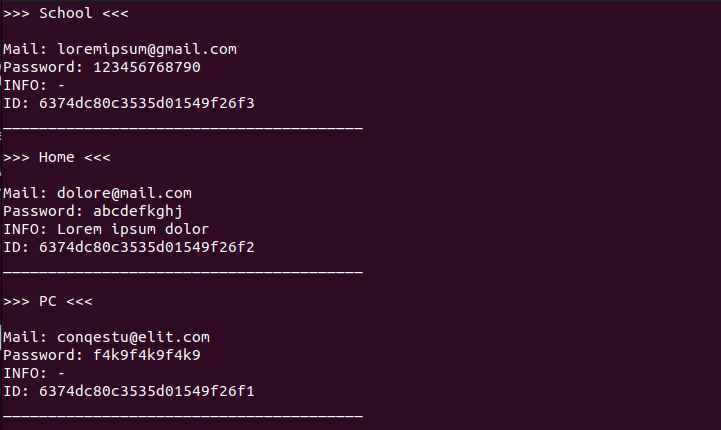 >>> School <<<
Mail: loremipsum@gmail.com
Password: 123456768790
INFO: -
ID: 6374dc80c3535d01549f26f3
________________________________________
>>> Home <<<
Mail: dolore@mail.com
Password: abcdefkghj
INFO: Lorem ipsum dolor
ID: 6374dc80c3535d01549f26f2
________________________________________
>>> PC <<<
Mail: conqestu@elit.com
Password: f4k9f4k9f4k9
INFO: -
ID: 6374dc80c3535d01549f26f1
________________________________________